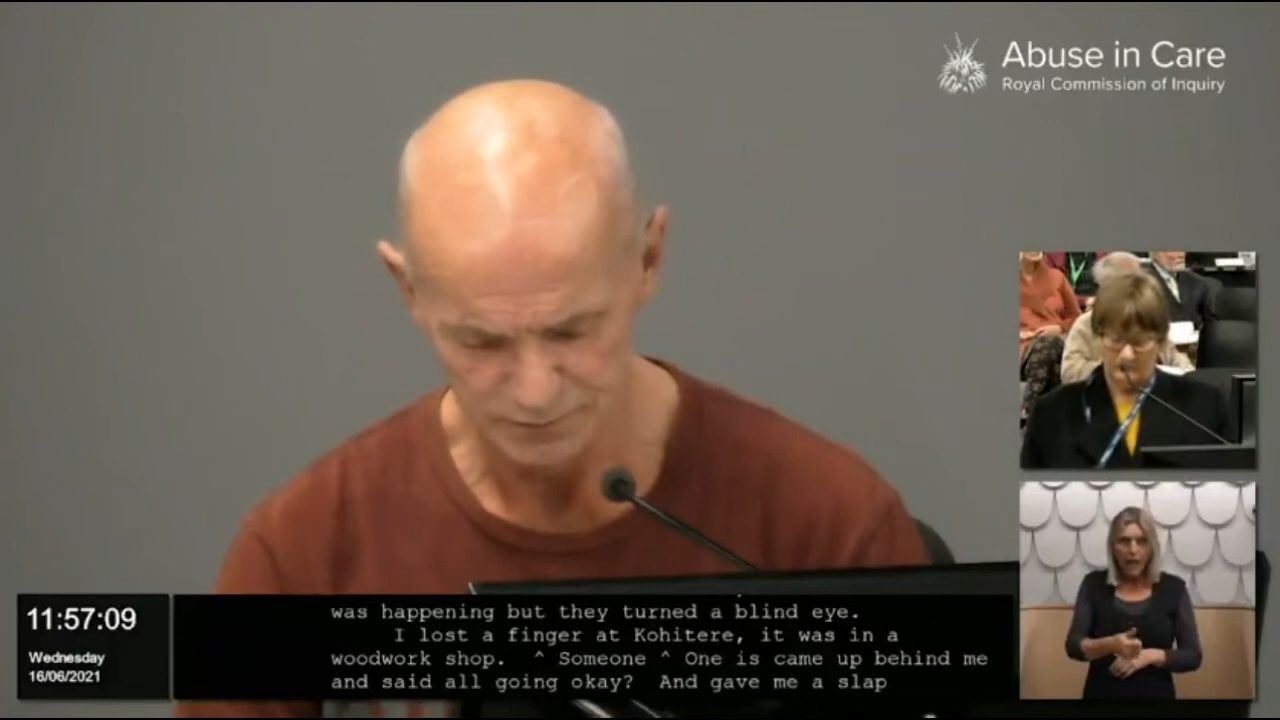 Abuse in Care
Royal Commission of Inquiry
11:57:09
Wednesday
16/06/2021
was happening but they turned a blind eye.
I lost a finger at Kohitere, it was in a
woodwork shop. ^ Someone ^ One is came up behind me
and said all going okay? And gave me a slap